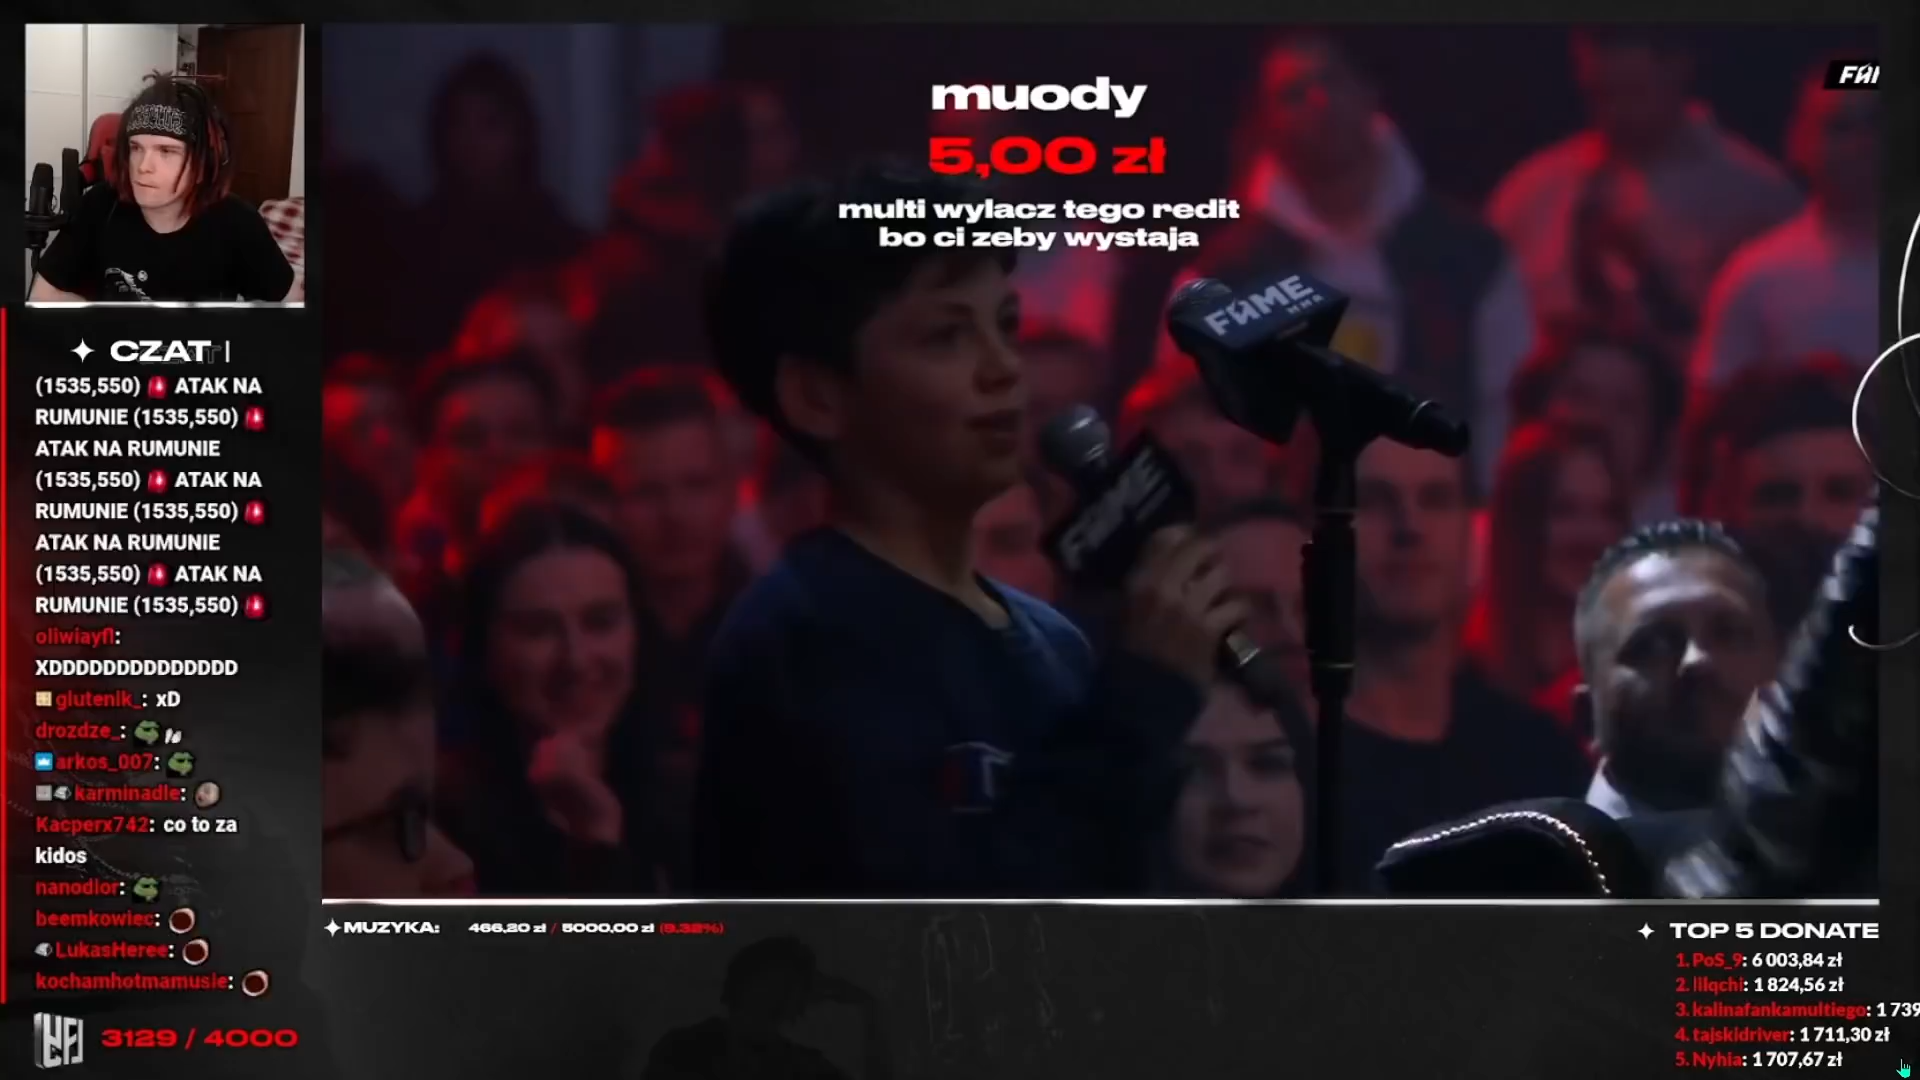 muody
5,00 zł
multi wylacz tego redit
bo ci zeby wystaja
FAME
MMA
FAME
✦ CZAT
(1535,550) 🚨 ATAK NA
RUMUNIE (1535,550) 🚨
ATAK NA RUMUNIE
(1535,550) 🚨 ATAK NA
RUMUNIE (1535,550) 🚨
ATAK NA RUMUNIE
(1535,550) 🚨 ATAK NA
RUMUNIE (1535,550) 🚨
oliwiayfl:
XDDDDDDDDDDDDDD
glutenik_: xD
drozdze_:
arkos_007:
karminadle:
Kacperx742: co to za
kidos
nanodior:
beemkowiec:
LukasHeree:
kochamhotmamusie:
3129 / 4000
✦MUZYKA: 466,20 zł / 5000,00 zł (9.32%)
✦ TOP 5 DONATE
1. PoS_9: 6 003,84 zł
2. lilqchi: 1 824,56 zł
3. kalinafankamultiego: 1 739
4. tajskidriver: 1 711,30 zł
5. Nyhia: 1 707,67 zł